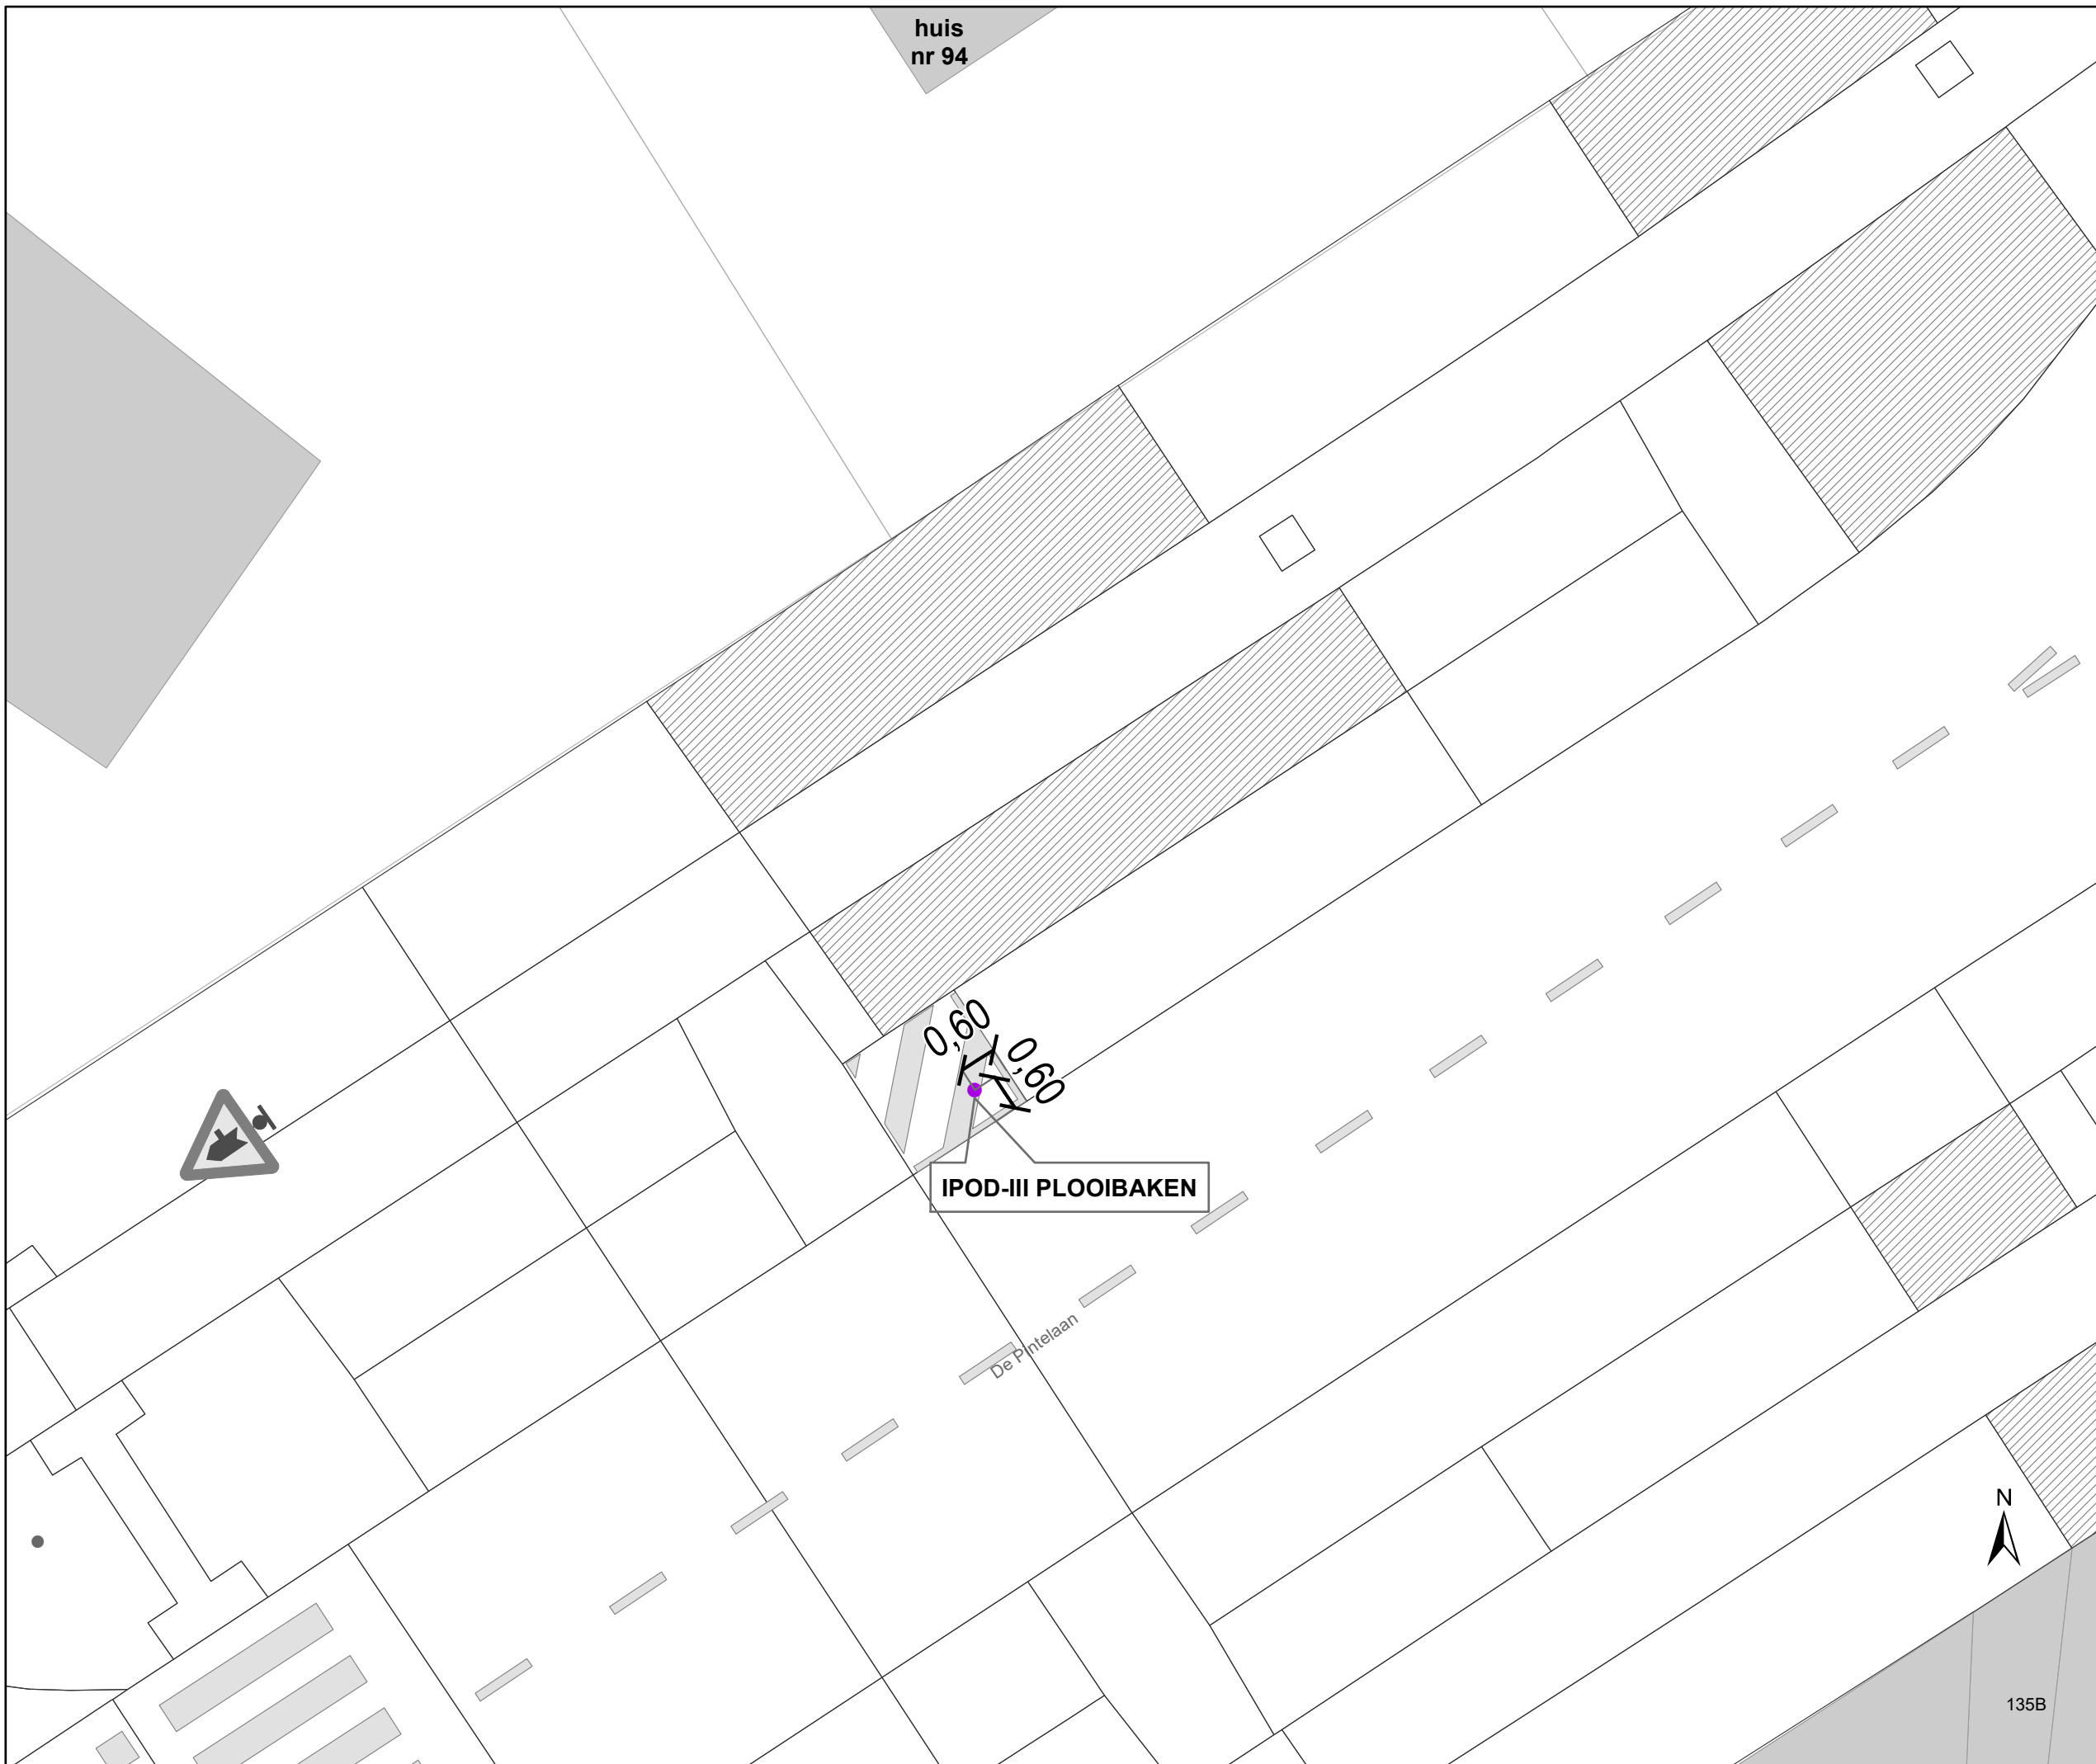 huis
nr 94
0,60
0,60
IPOD-III PLOOIBAKEN
De Pintelaan
N
135B